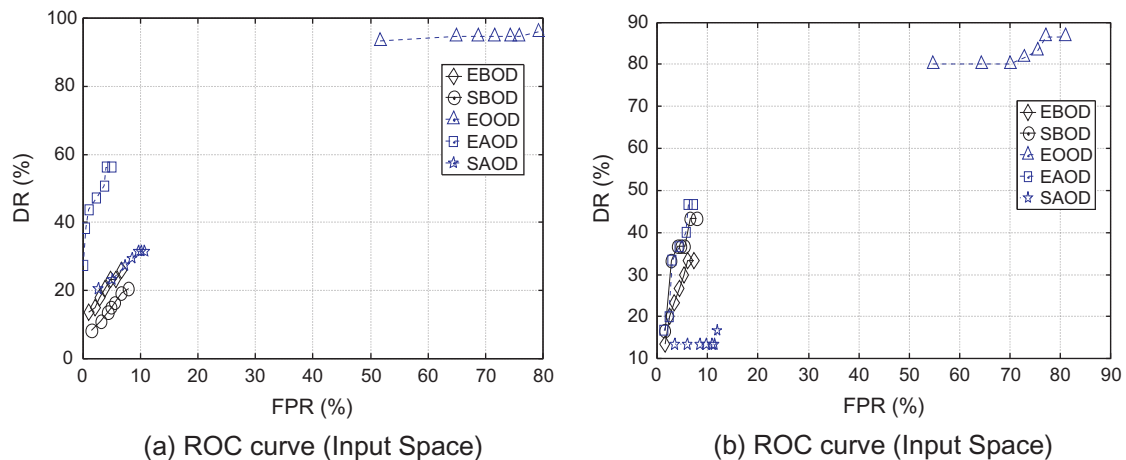 100
80
60
40
20
0
DR (%)
0 10 20 30 40 50 60 70 80
FPR (%)
EBOD
SBOD
EOOD
EAOD
SAOD
(a) ROC curve (Input Space)
90
80
70
60
50
40
30
20
10
DR (%)
0 10 20 30 40 50 60 70 80 90
FPR (%)
EBOD
SBOD
EOOD
EAOD
SAOD
(b) ROC curve (Input Space)